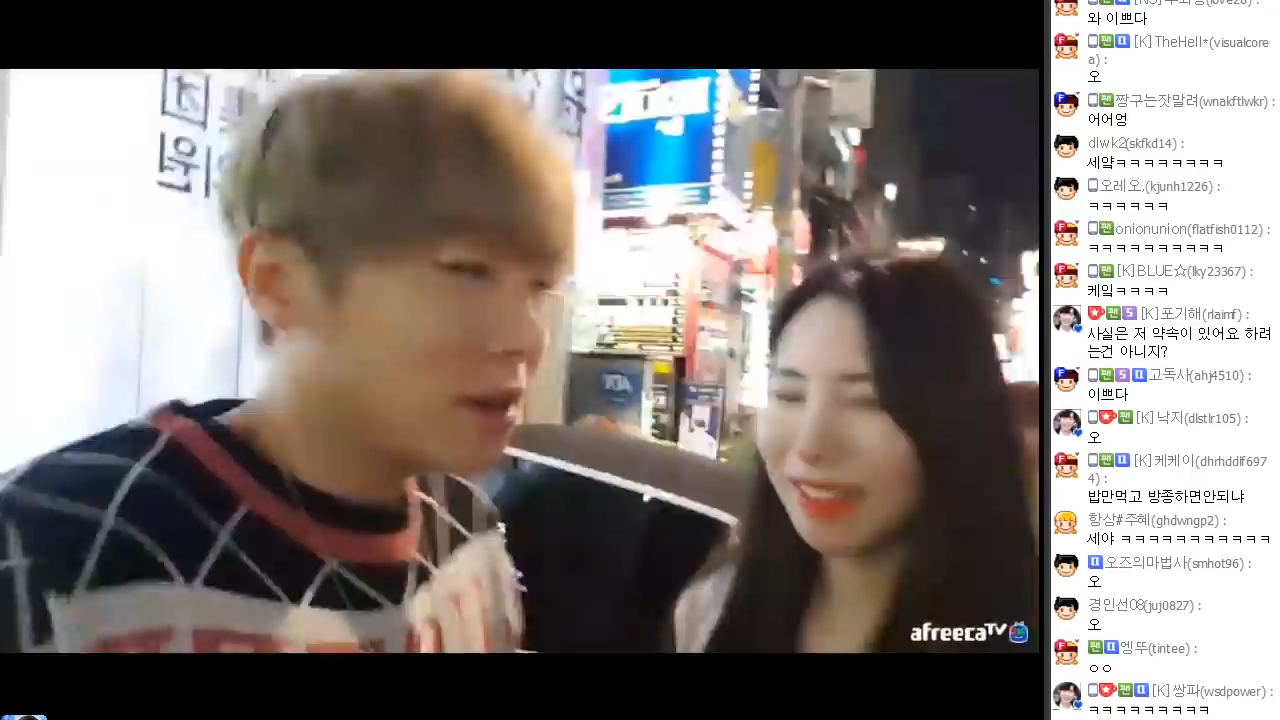 afreecaTV
와 이쁘다
[K] TheHell*(visualcore
a) :
오
짱구는잣말려(wnakftlwkr) :
어어엉
dlwk2(skfkd14) :
세얔ㅋㅋㅋㅋㅋㅋㅋ
오레오,(kjunh1226) :
ㅋㅋㅋㅋㅋㅋ
onionunion(flatfish0112) :
ㅋㅋㅋㅋㅋㅋㅋㅋㅋㅋ
[K]BLUE☆(lky23367) :
케잌ㅋㅋㅋㅋ
[K]포기해(rlaimf) :
사실은 저 약속이 있어요 하려
는건 아니지?
고독사(ahj4510) :
이쁘다
[K] 낙지(dlstlr105) :
오
[K]케케이(dhrhddlf697
4) :
밥만먹고 방종하면안되냐
항상#주혜(ghdwngp2) :
세야 ㅋㅋㅋㅋㅋㅋㅋㅋㅋㅋㅋ
오즈의마법사(smhot96) :
오
경인선08(juj0827) :
오
엥뚜(tintee) :
ㅇㅇ
[K] 쌍파(wsdpower) :
ㅋㅋㅋㅋㅋㅋㅋㅋㅋ